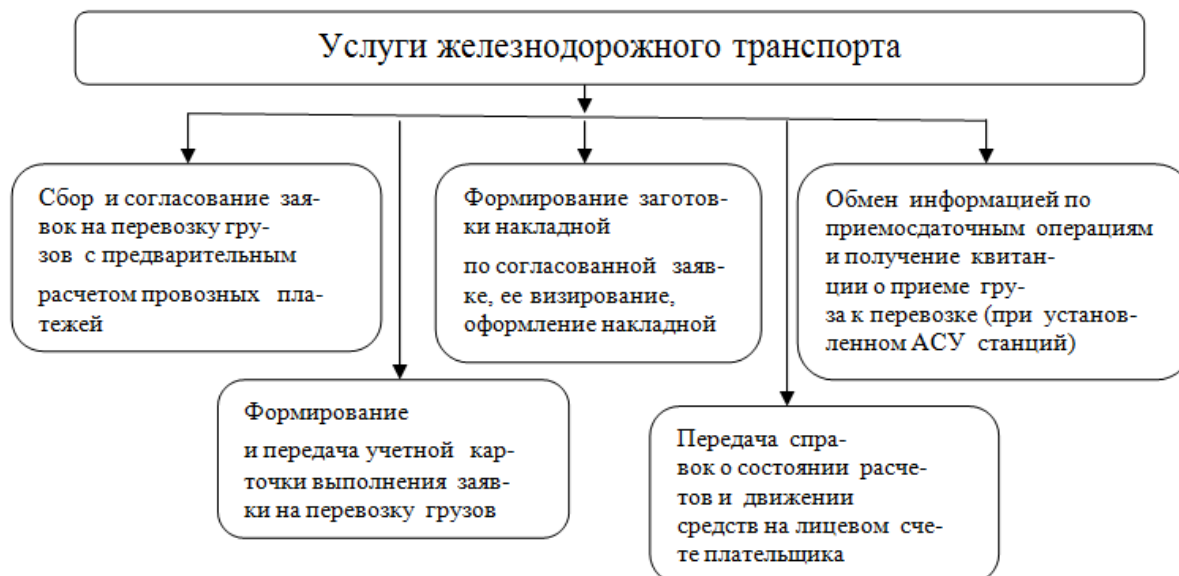 Услуги железнодорожного транспорта
Сбор и согласование зая-
вок на перевозку гру-
зов с предварительным
расчетом провозных пла-
тежей
Формирование заготов-
ки накладной
по согласованной заяв-
ке, ее визирование,
оформление накладной
Обмен информацией по
приемосдаточным операциям
и получение квитан-
ции о приеме гру-
за к перевозке (при установ-
ленном АСУ станций)
Формирование
и передача учетной кар-
точки выполнения заяв-
ки на перевозку грузов
Передача спра-
вок о состоянии расче-
тов и движении
средств на лицевом сче-
те плательщика